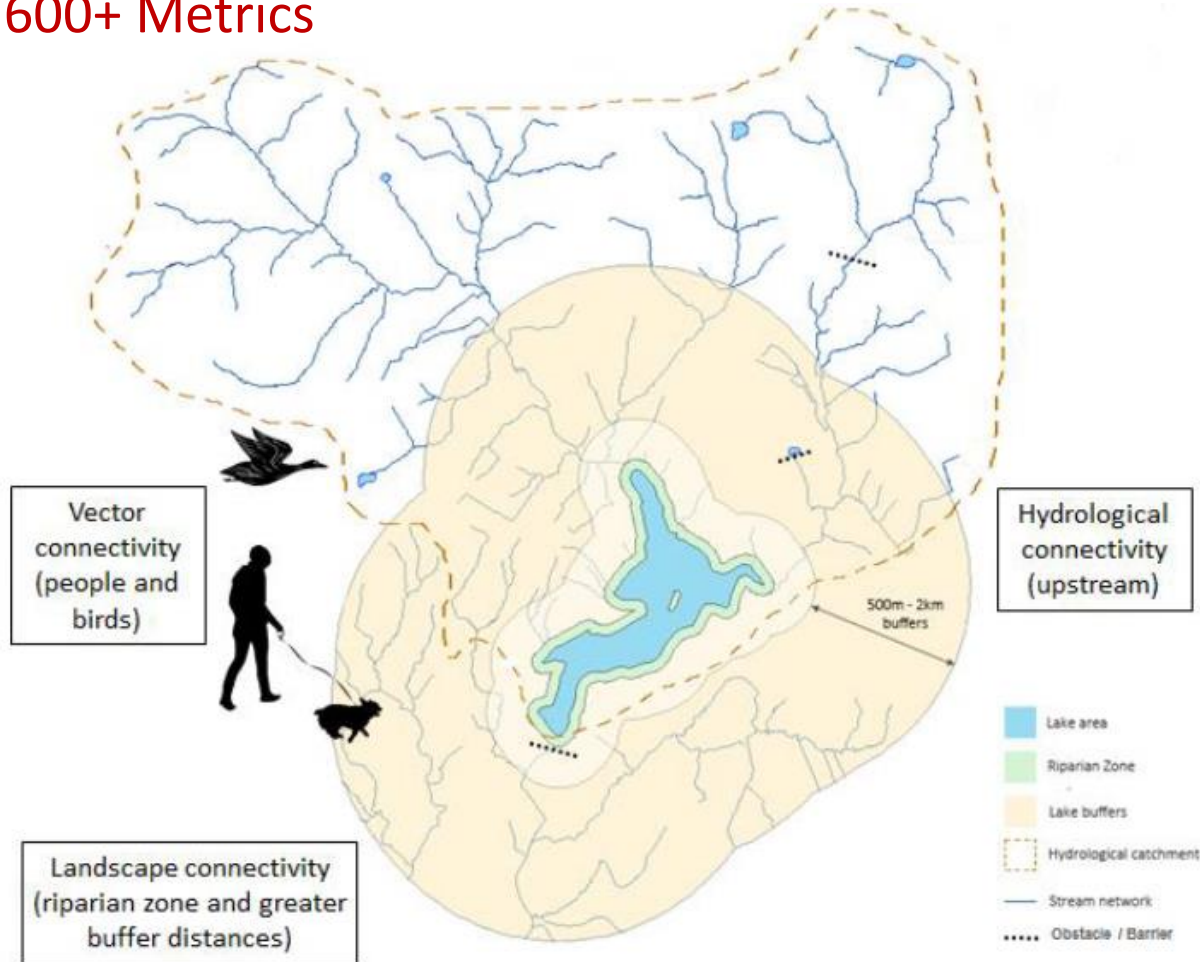 600+ Metrics
Vector
connectivity
(people and
birds)
Hydrological
connectivity
(upstream)
500m - 2km
buffers
Landscape connectivity
(riparian zone and greater
buffer distances)
Lake area
Riparian Zone
Lake buffers
Hydrological catchment
Stream network
Obstacle / Barrier